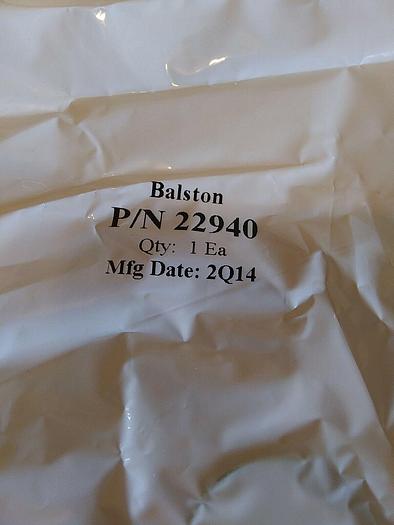 Balston
P/N 22940
Qty: 1 Ea
Mfg Date: 2Q14